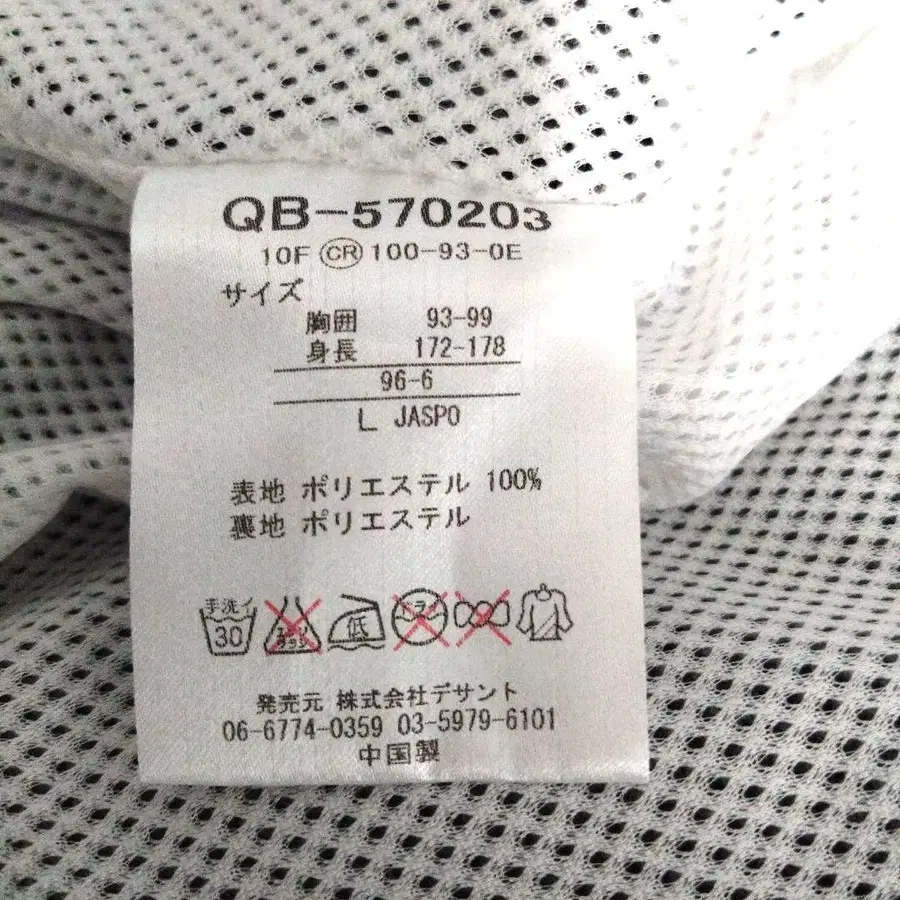 QB-570203
10F CR 100-93-0E
サイズ
胸囲 93-99
身長 172-178
96-6
L JASPO
表地 ポリエステル 100%
裏地 ポリエステル
手洗イ
30
低
発売元 株式会社デサント
06-6774-0359 03-5979-6101
中国製